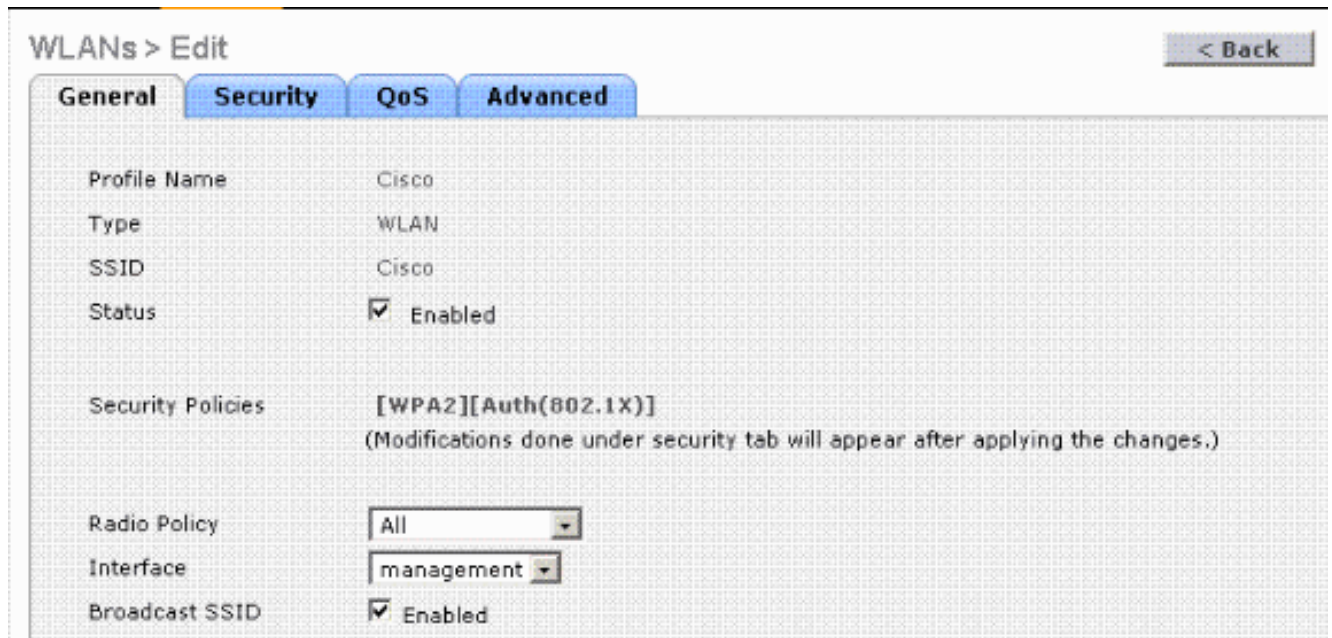 WLANs > Edit
< Back
General Security QoS Advanced
Profile Name Cisco
Type WLAN
SSID Cisco
Status Enabled
Security Policies [WPA2][Auth(802.1X)]
(Modifications done under security tab will appear after applying the changes.)
Radio Policy All
Interface management
Broadcast SSID Enabled